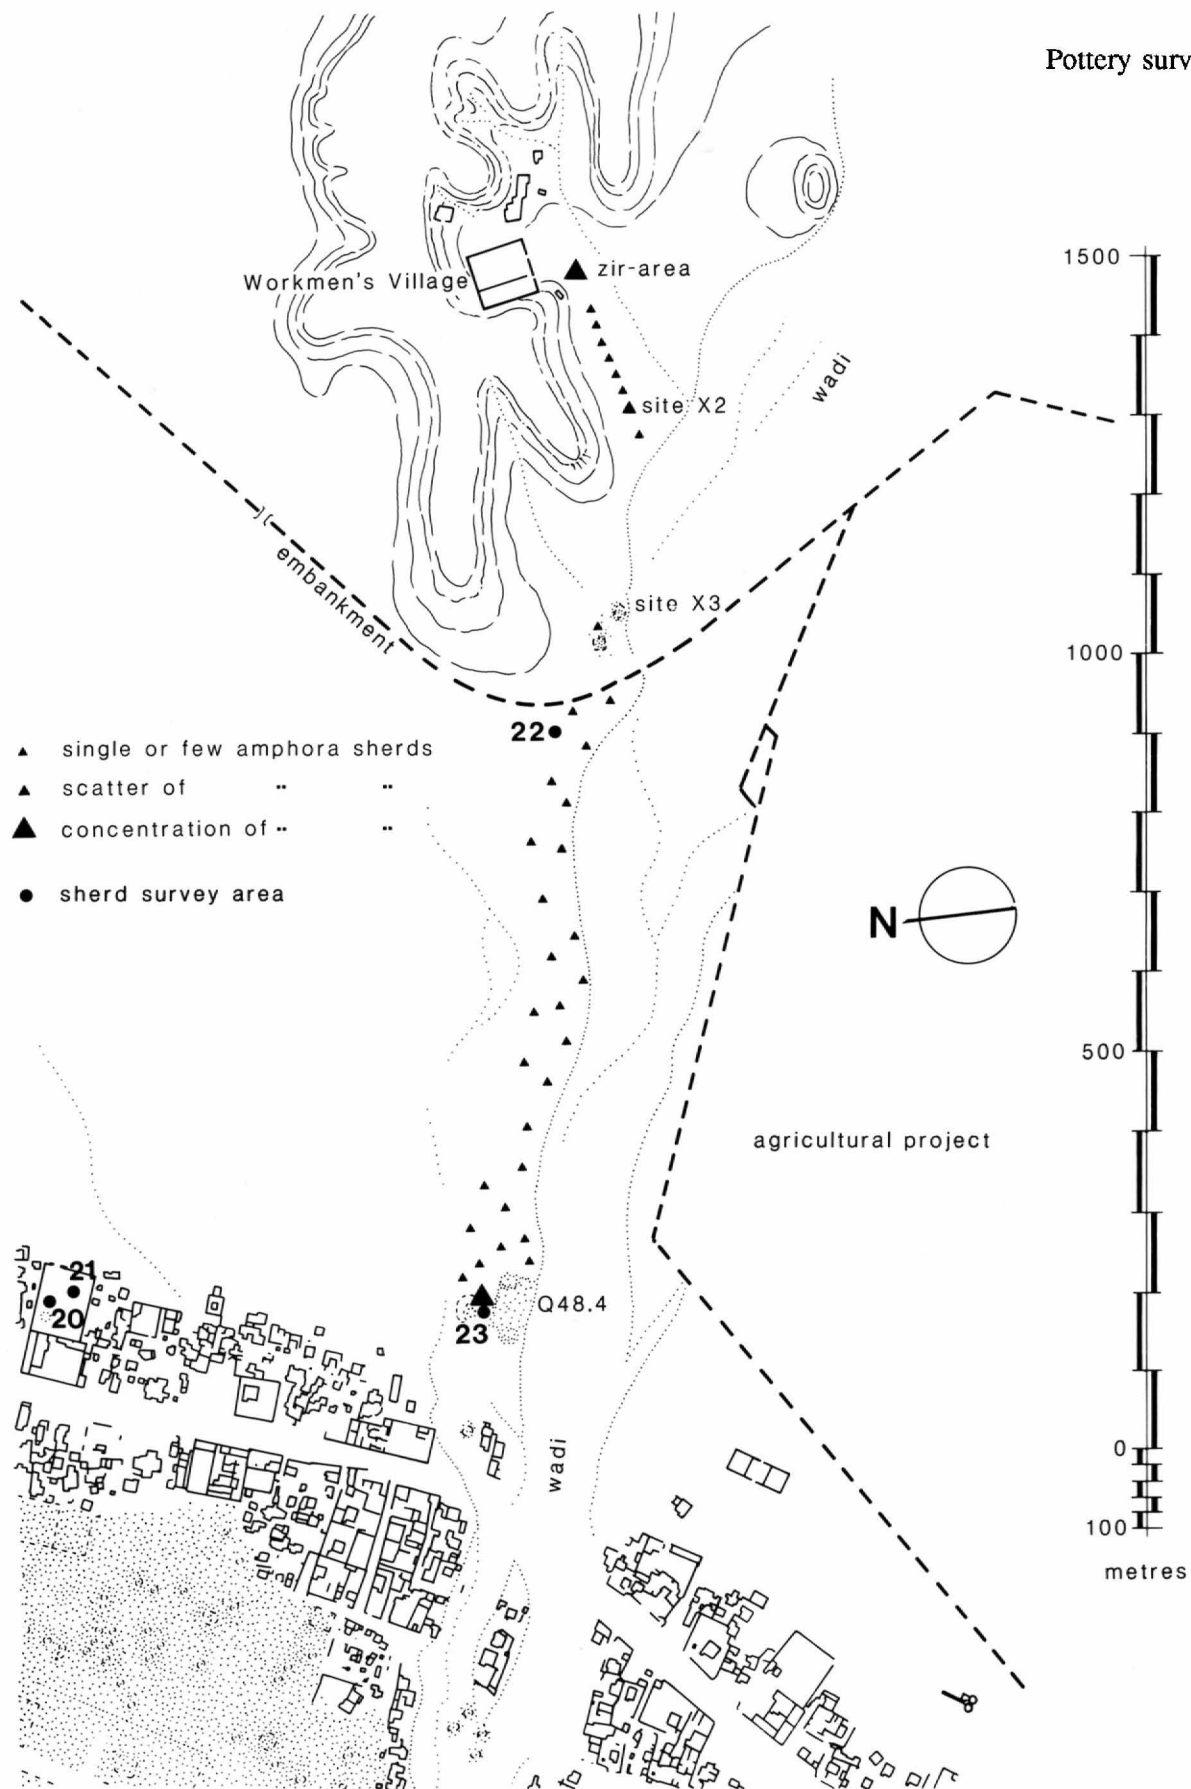 Pottery surv
1500
zir-area
Workmen's Village
wadi
site X2
embankment
site X3
1000
22
single or few amphora sherds
scatter of " "
concentration of " "
sherd survey area
N
500
agricultural project
21
20
Q48.4
23
0
wadi
100
metres